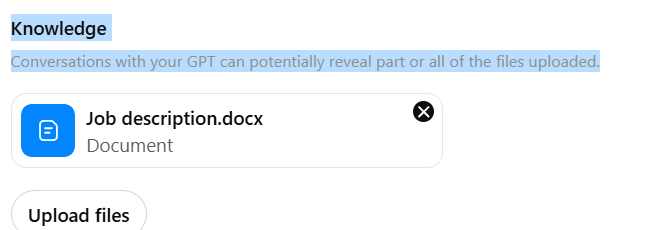 Knowledge
Conversations with your GPT can potentially reveal part or all of the files uploaded.
Job description.docx
Document
Upload files